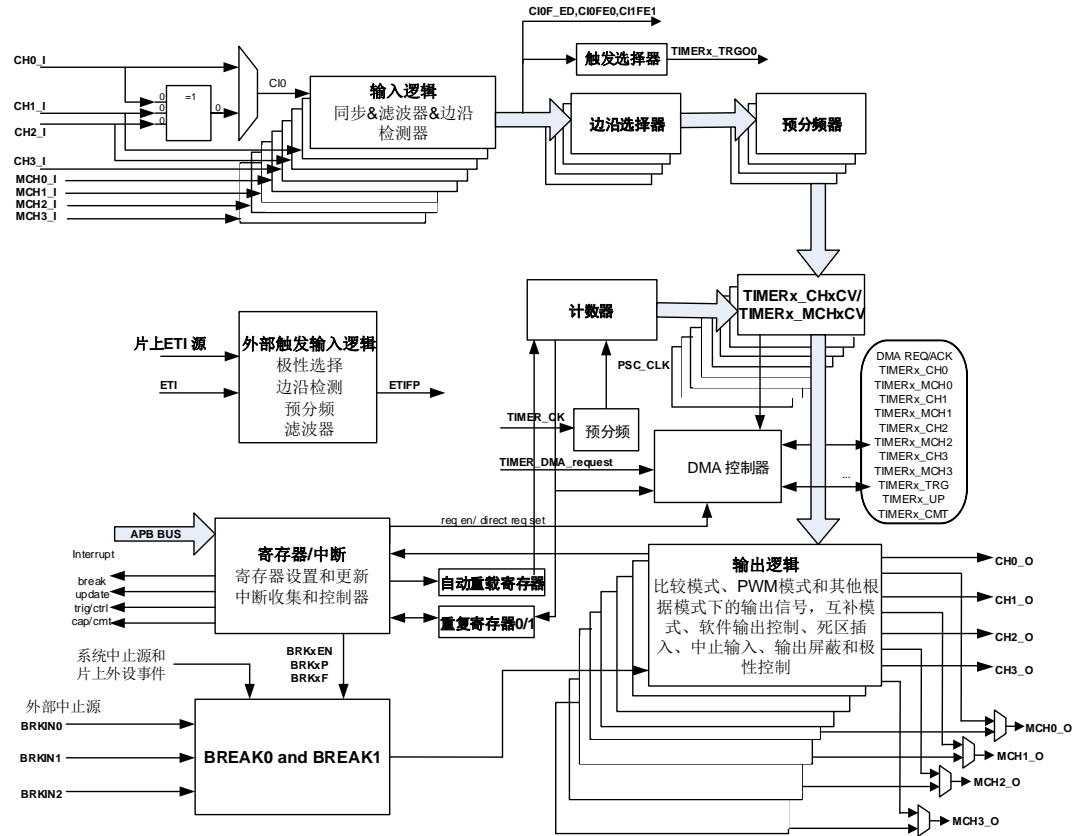 CI0F_ED,CI0FE0,CI1FE1
触发选择器
TIMERx_TRGO0
CH0_I
CH1_I
CH2_I
CH3_I
MCH0_I
MCH1_I
MCH2_I
MCH3_I
=1
0
0
0
0
CI0
输入逻辑
同步&滤波器&边沿
检测器
边沿选择器
预分频器
片上ETI 源
ETI
外部触发输入逻辑
极性选择
边沿检测
预分频
滤波器
ETIFP
计数器
TIMERx_CHxCV/
TIMERx_MCHxCV
PSC_CLK
TIMER_CK
预分频
TIMER_DMA_request
DMA 控制器
...
DMA REQ/ACK
TIMERx_CH0
TIMERx_MCH0
TIMERx_CH1
TIMERx_MCH1
TIMERx_CH2
TIMERx_MCH2
TIMERx_CH3
TIMERx_MCH3
TIMERx_TRG
TIMERx_UP
TIMERx_CMT
APB BUS
Interrupt
break
update
trig/ctrl
cap/cmt
寄存器/中断
寄存器设置和更新
中断收集和控制器
req en/ direct req set
自动重载寄存器
重复寄存器0/1
BRKxEN
BRKxP
BRKxF
系统中止源和
片上外设事件
外部中止源
BRKIN0
BRKIN1
BRKIN2
BREAK0 and BREAK1
输出逻辑
比较模式、PWM模式和其他根
据模式下的输出信号，互补模
式、软件输出控制、死区插
入、中止输入、输出屏蔽和极
性控制
CH0_O
CH1_O
CH2_O
CH3_O
MCH0_O
MCH1_O
MCH2_O
MCH3_O